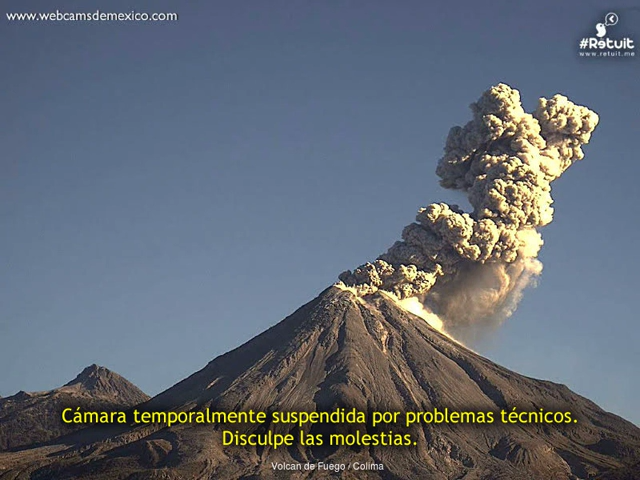 www.webcamsdemexico.com
#Retuit
www.retuit.me
Cámara temporalmente suspendida por problemas técnicos.
Disculpe las molestias.
Volcan de Fuego / Colima